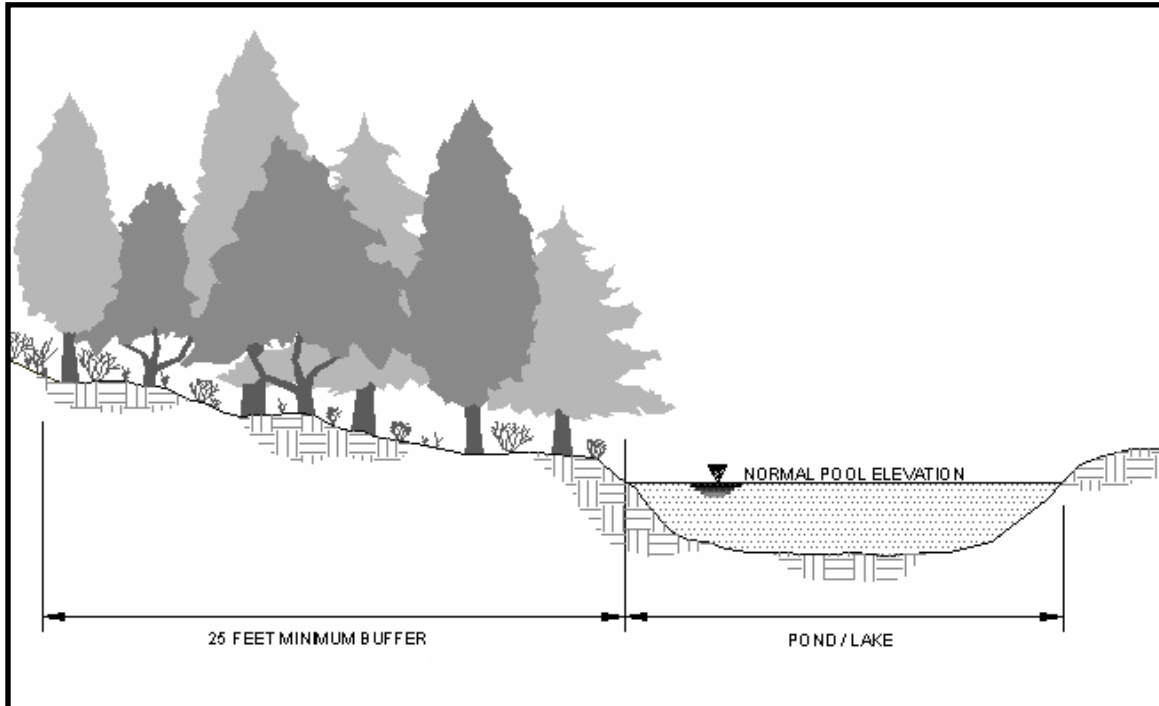 NORMAL POOL ELEVATION
25 FEET MINIMUM BUFFER
POND / LAKE